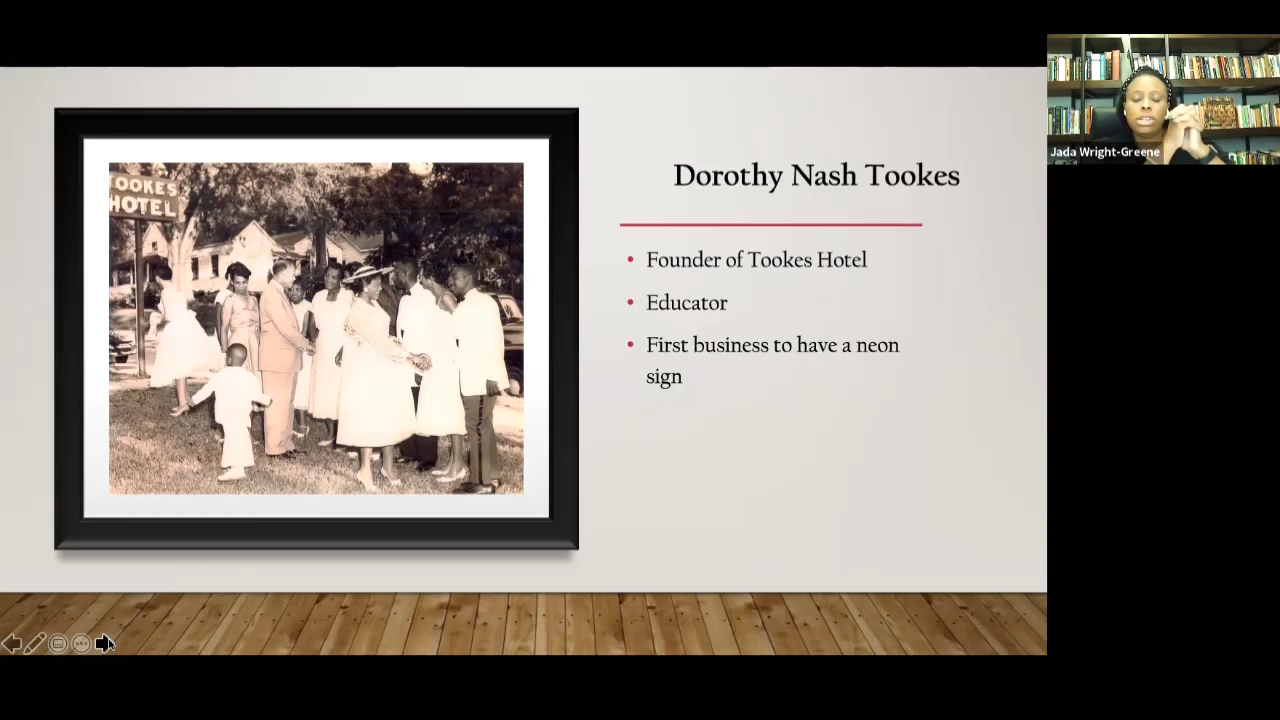 TOOKES
HOTEL
Dorothy Nash Tookes
• Founder of Tookes Hotel
• Educator
• First business to have a neon
sign
Jada Wright-Greene